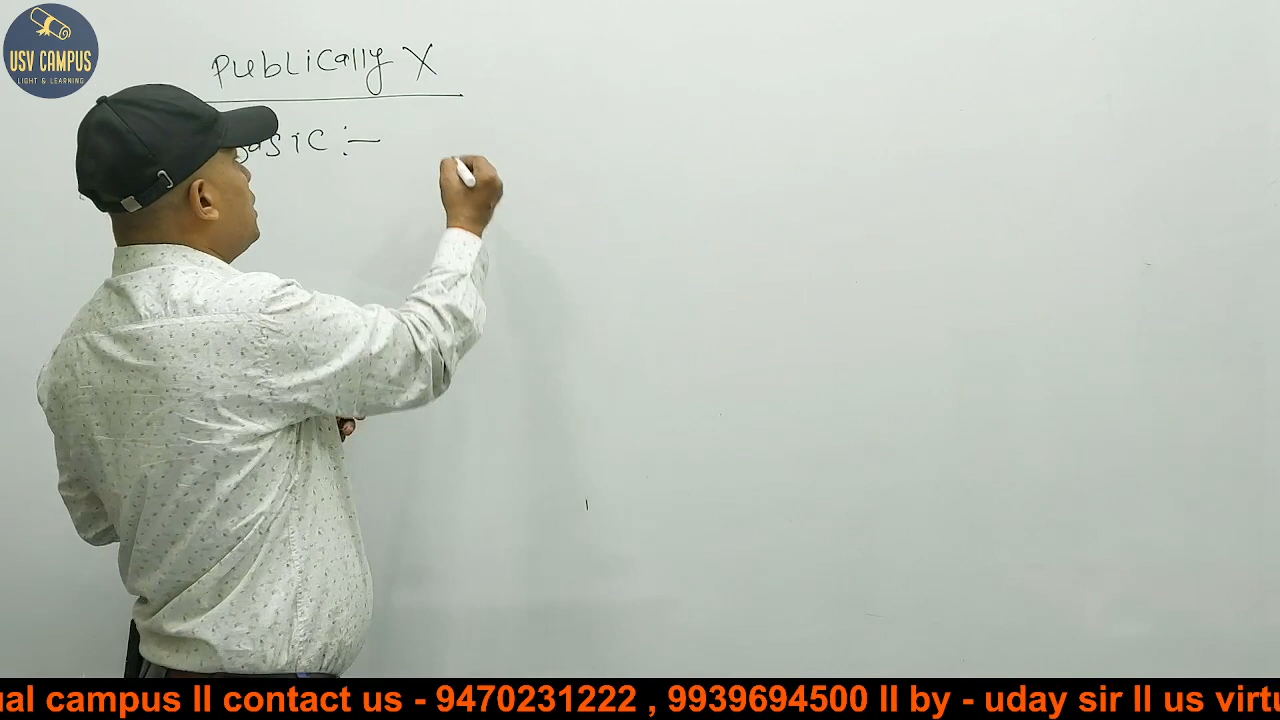 USV CAMPUS
LIGHT & LEARNING
Publically X
Basic :-
ual campus II contact us - 9470231222 , 9939694500 II by - uday sir II us virtu